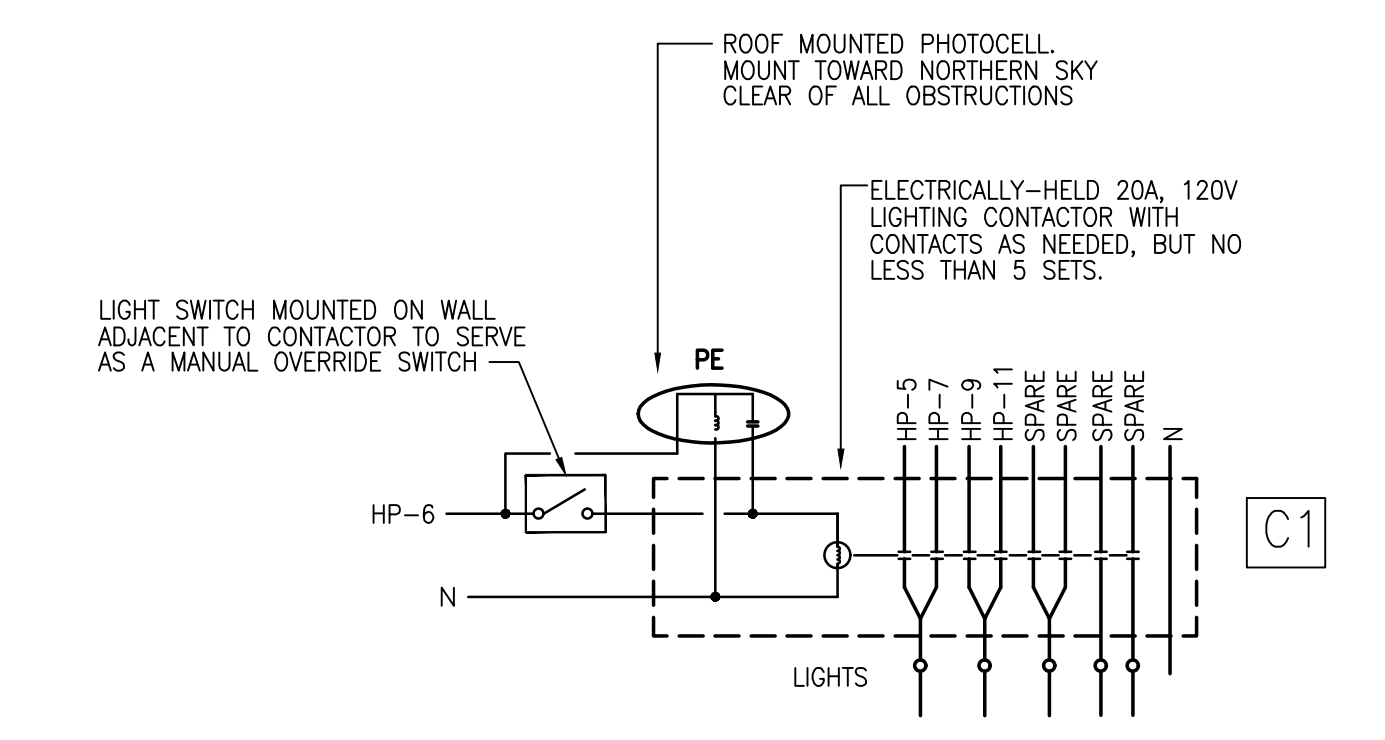 ROOF MOUNTED PHOTOCELL.
MOUNT TOWARD NORTHERN SKY
CLEAR OF ALL OBSTRUCTIONS
ELECTRICALLY-HELD 20A, 120V
LIGHTING CONTACTOR WITH
CONTACTS AS NEEDED, BUT NO
LESS THAN 5 SETS.
LIGHT SWITCH MOUNTED ON WALL
ADJACENT TO CONTACTOR TO SERVE
AS A MANUAL OVERRIDE SWITCH
PE
HP-5
HP-7
HP-9
HP-11
SPARE
SPARE
SPARE
SPARE
N
HP-6
C1
N
LIGHTS